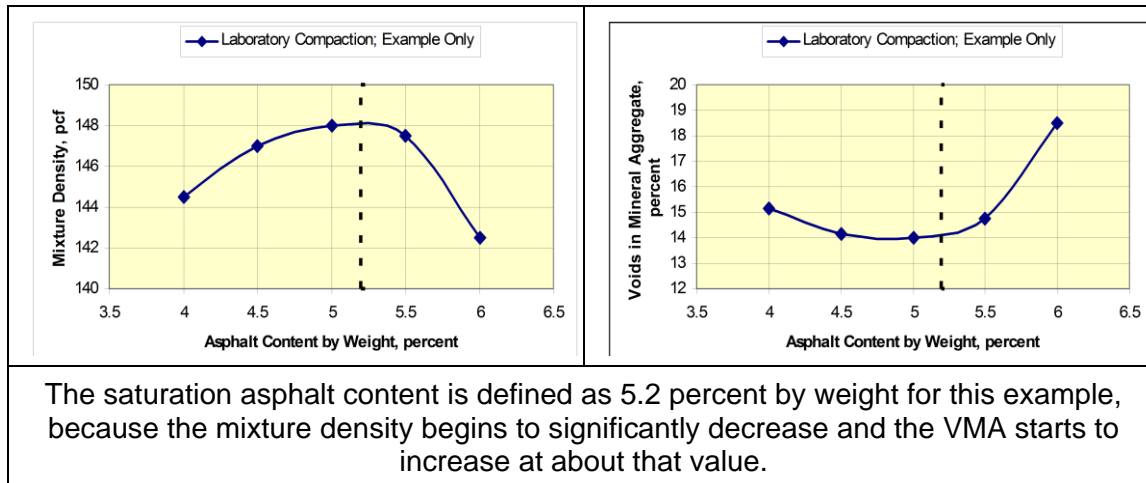 Laboratory Compaction; Example Only
Mixture Density, pcf
150
148
146
144
142
140
3.5 4 4.5 5 5.5 6 6.5
Asphalt Content by Weight, percent
Laboratory Compaction; Example Only
Voids in Mineral Aggregate,
percent
20
19
18
17
16
15
14
13
12
3.5 4 4.5 5 5.5 6 6.5
Asphalt Content by Weight, percent
The saturation asphalt content is defined as 5.2 percent by weight for this example,
because the mixture density begins to significantly decrease and the VMA starts to
increase at about that value.